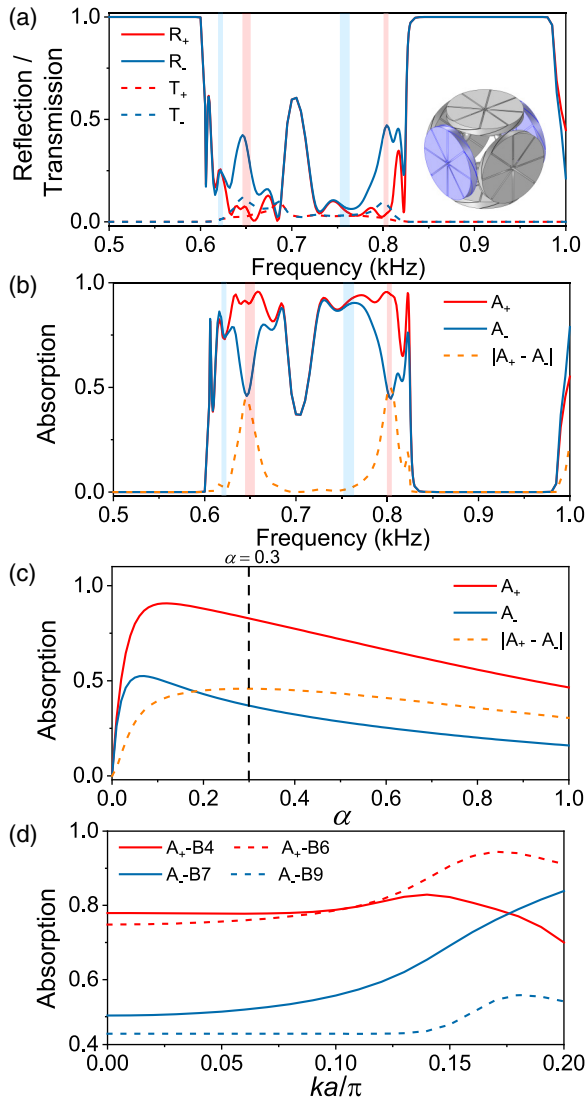 (a)
R₊
R₋
T₊
T₋
1.0
0.5
0.0
Reflection /
Transmission
0.5 0.6 0.7 0.8 0.9 1.0
Frequency (kHz)
(b)
1.0
0.5
0.0
Absorption
A₊
A₋
|A₊ - A₋|
0.5 0.6 0.7 0.8 0.9 1.0
Frequency (kHz)
(c)
α = 0.3
1.0
0.5
0.0
Absorption
A₊
A₋
|A₊ - A₋|
0.0 0.2 0.4 0.6 0.8 1.0
α
(d)
1.0
0.8
0.6
0.4
Absorption
A₊-B4 A₊-B6
A₋-B7 A₋-B9
0.00 0.05 0.10 0.15 0.20
ka/π